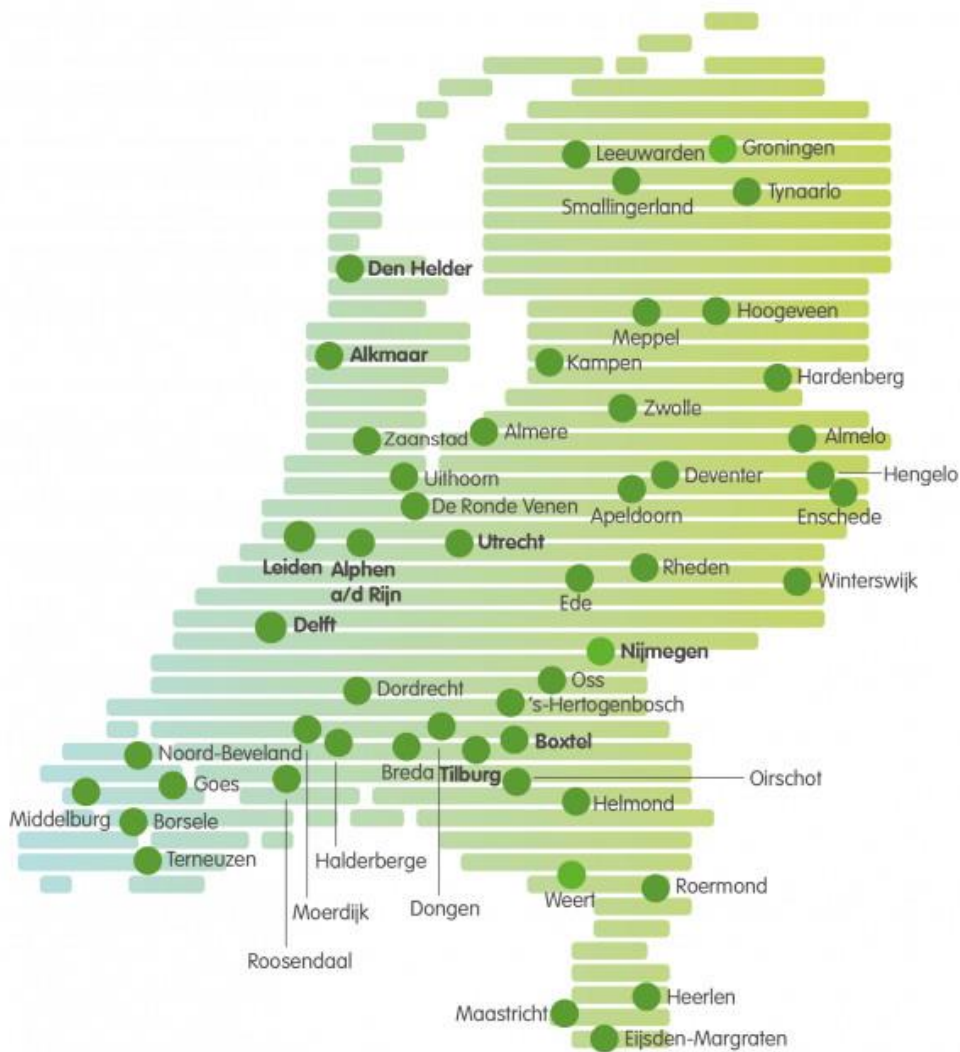 Leeuwarden
Groningen
Smallingerland
Tynaarlo
Den Helder
Hoogeveen
Meppel
Alkmaar
Kampen
Hardenberg
Zwolle
Zaanstad
Almere
Almelo
Uithoorn
Deventer
Hengelo
De Ronde Venen
Apeldoorn
Enschede
Utrecht
Leiden
Alphen
a/d Rijn
Rheden
Winterswijk
Ede
Delft
Nijmegen
Oss
Dordrecht
's-Hertogenbosch
Boxtel
Noord-Beveland
Breda
Tilburg
Oirschot
Goes
Helmond
Middelburg
Borsele
Terneuzen
Halderberge
Roermond
Weert
Moerdijk
Dongen
Roosendaal
Heerlen
Maastricht
Eijsden-Margraten